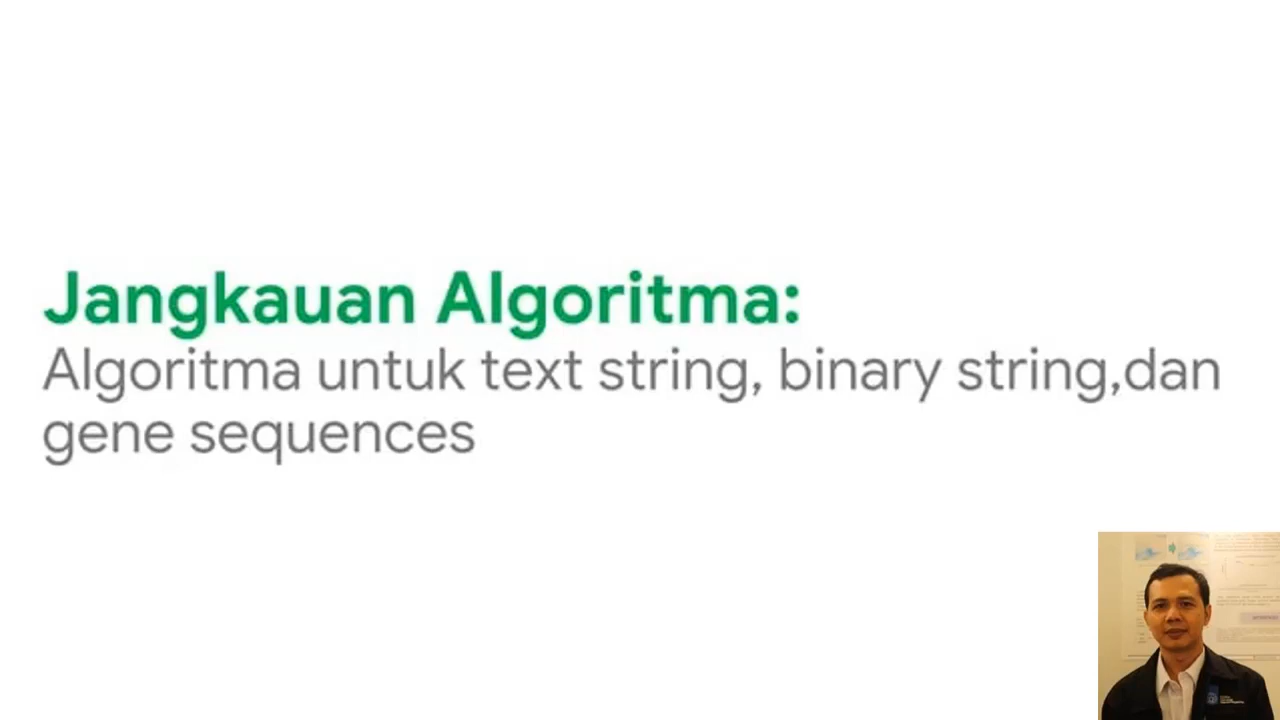 Jangkauan Algoritma:
Algoritma untuk text string, binary string,dan
gene sequences